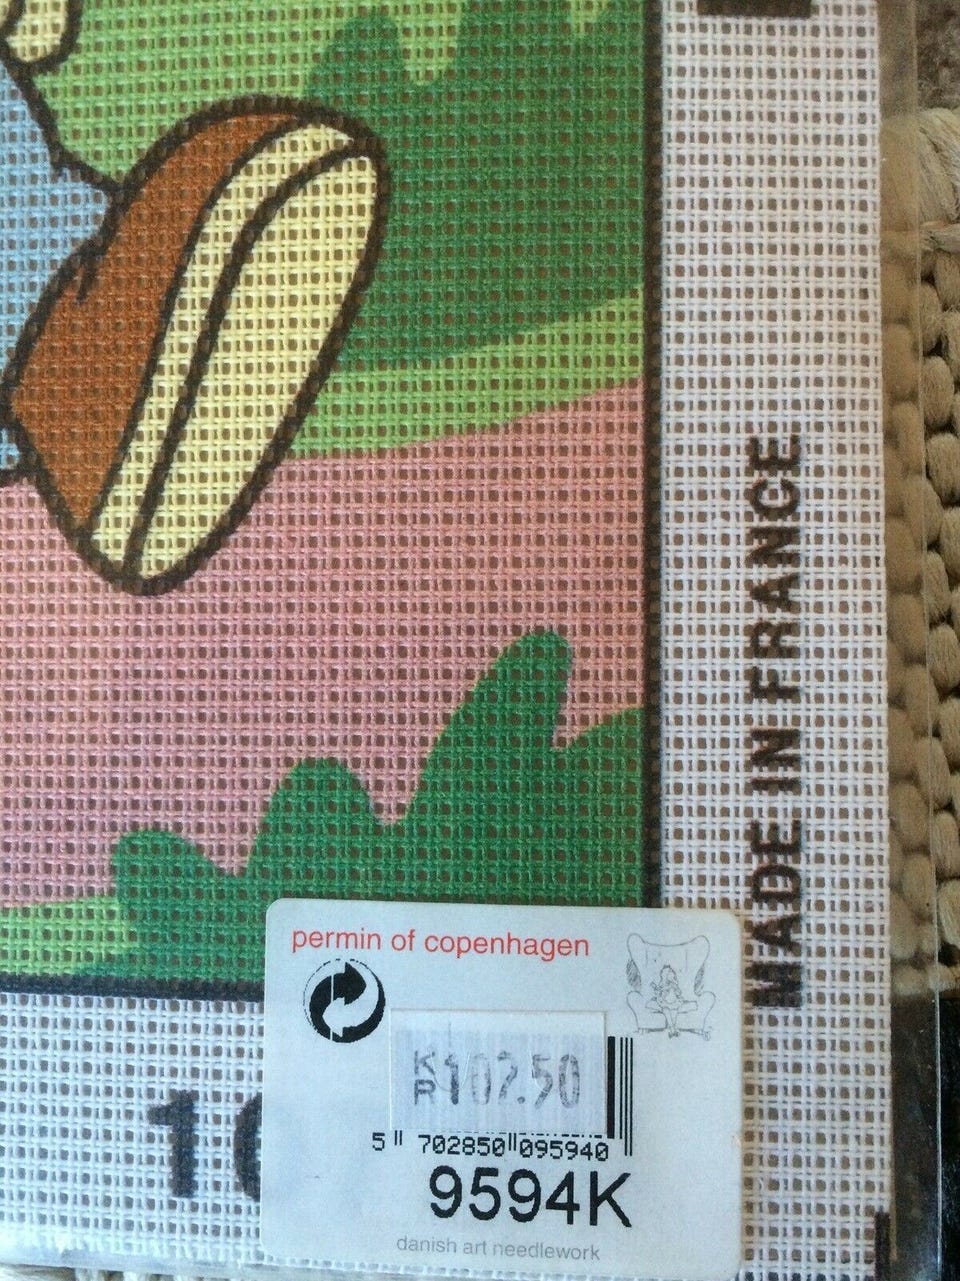 MADE IN FRANCE
permin of copenhagen
KR 102.50
5 702850 095940
9594K
danish art needlework